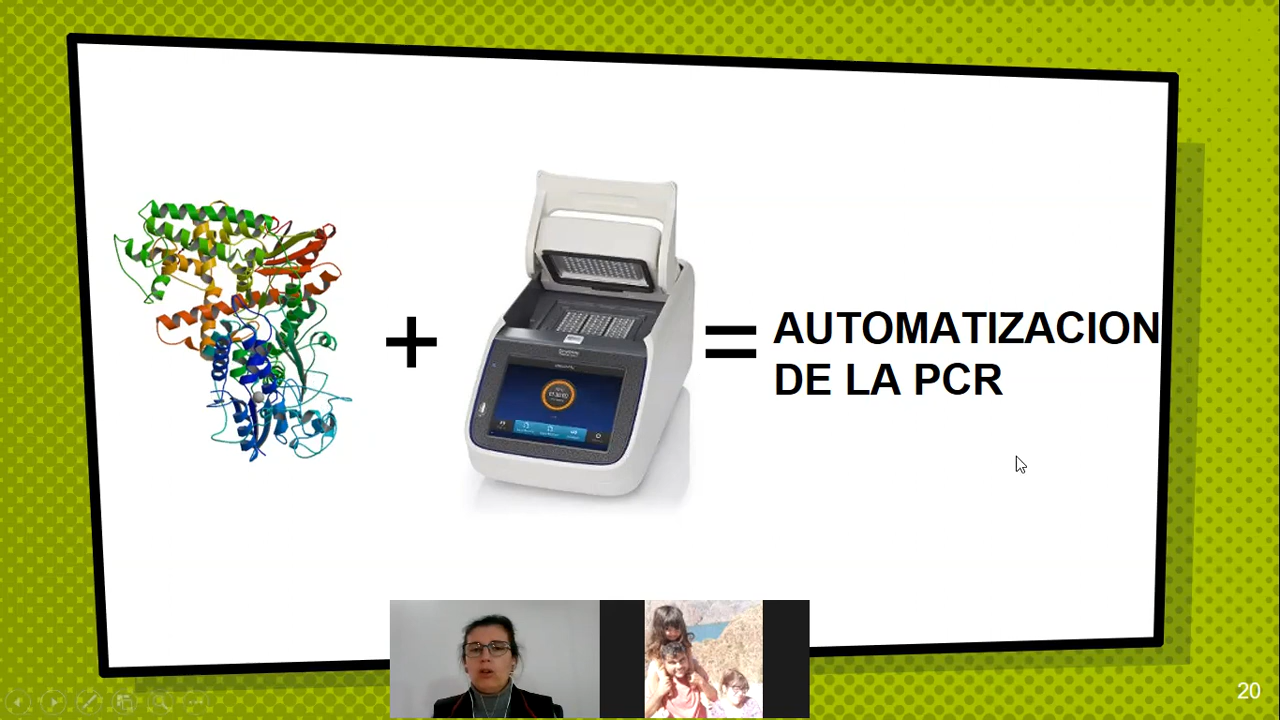 +
=
AUTOMATIZACION
DE LA PCR
20